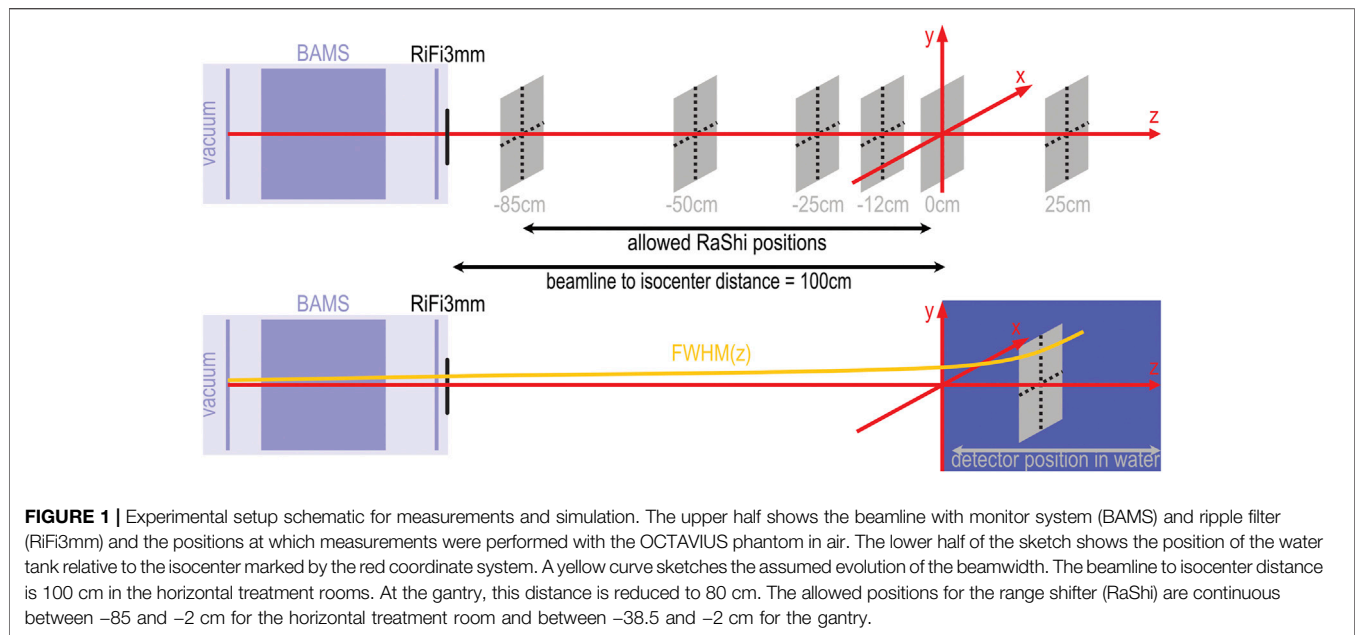 BAMS
RiFi3mm
vacuum
y
x
z
-85cm
-50cm
-25cm
-12cm
0cm
25cm
allowed RaShi positions
beamline to isocenter distance = 100cm
BAMS
RiFi3mm
vacuum
FWHM(z)
y
x
z
detector position in water
FIGURE 1 | Experimental setup schematic for measurements and simulation. The upper half shows the beamline with monitor system (BAMS) and ripple filter
(RiFi3mm) and the positions at which measurements were performed with the OCTAVIUS phantom in air. The lower half of the sketch shows the position of the water
tank relative to the isocenter marked by the red coordinate system. A yellow curve sketches the assumed evolution of the beamwidth. The beamline to isocenter distance
is 100 cm in the horizontal treatment rooms. At the gantry, this distance is reduced to 80 cm. The allowed positions for the range shifter (RaShi) are continuous
between −85 and −2 cm for the horizontal treatment room and between −38.5 and −2 cm for the gantry.